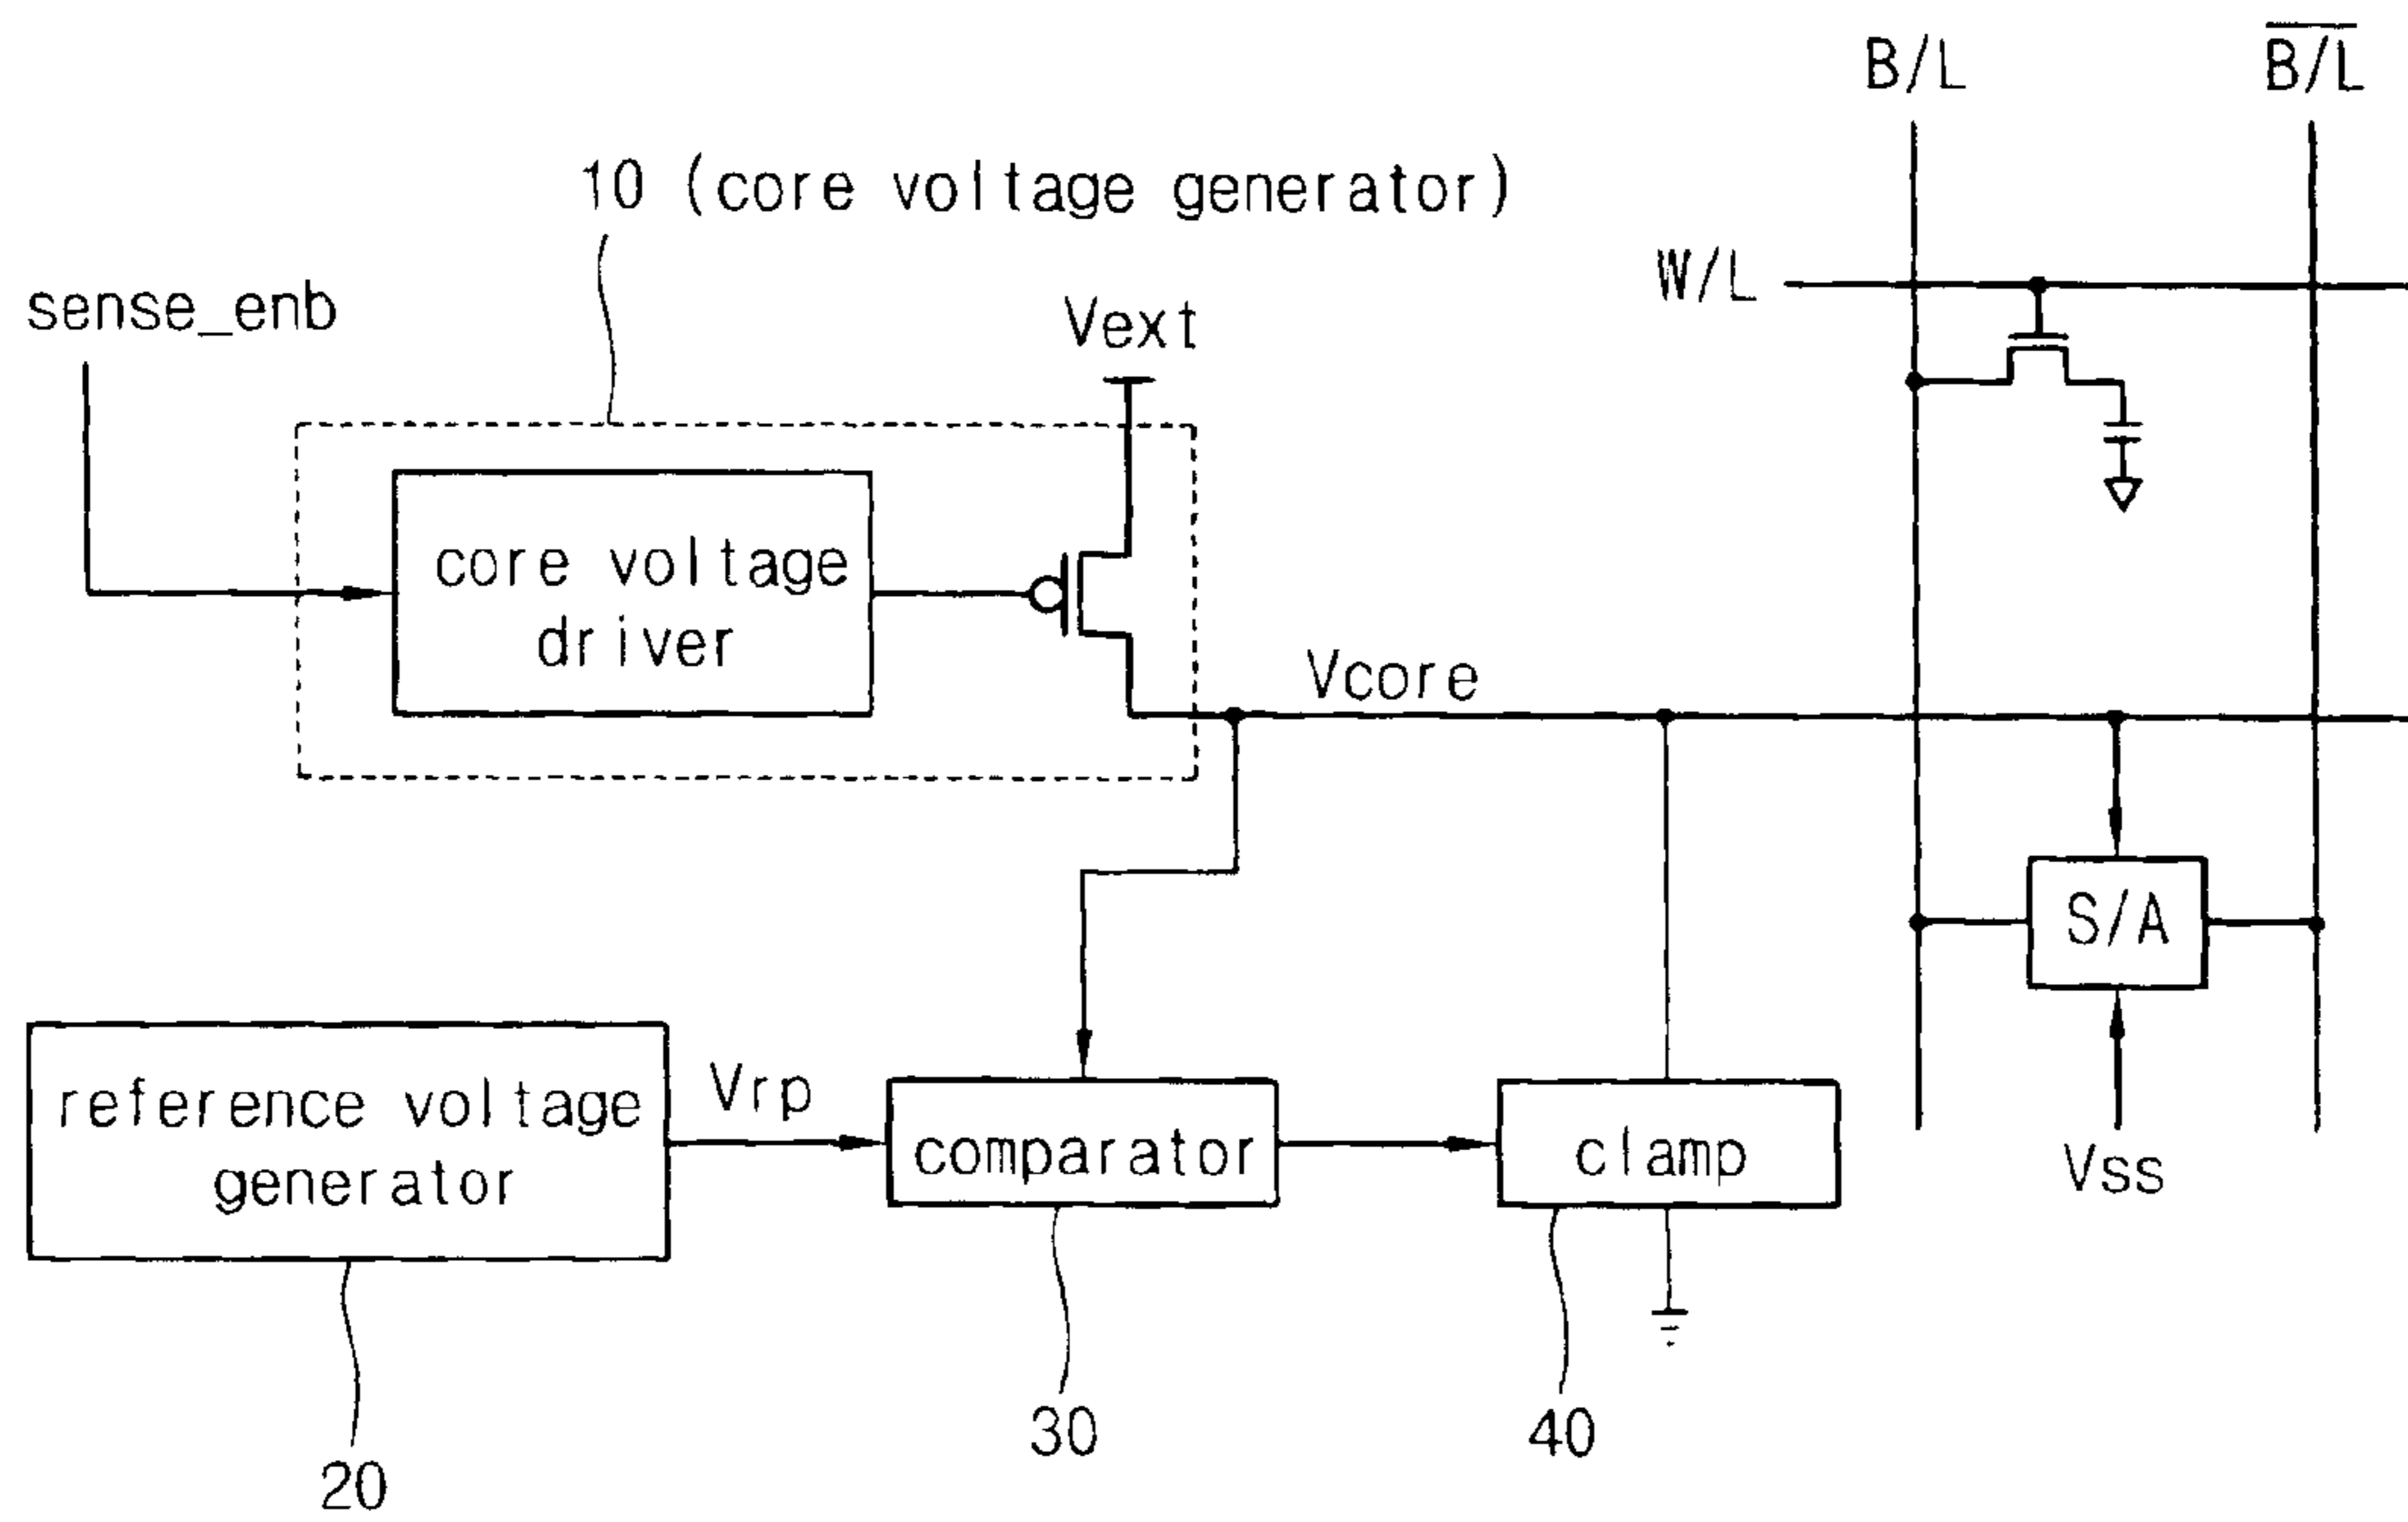 B/L
B/L
10 (core voltage generator)
W/L
sense_enb
Vext
core voltage
driver
Vcore
S/A
reference voltage
generator
Vrp
comparator
clamp
Vss
30
40
20